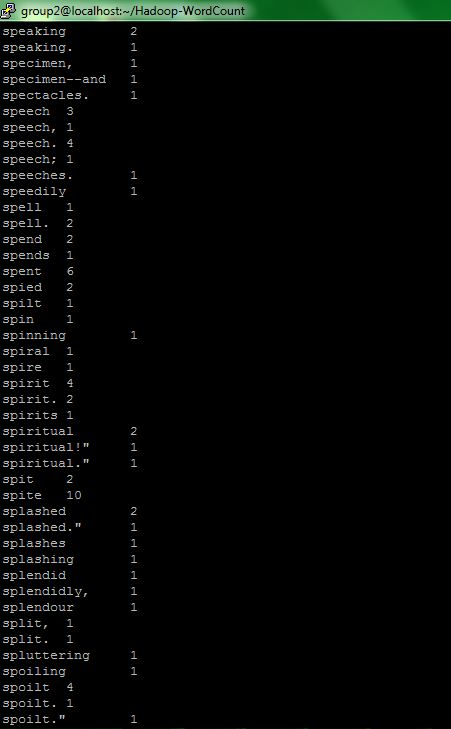 group2@localhost:~/Hadoop-WordCount
speaking 2
speaking. 1
specimen, 1
specimen--and 1
spectacles. 1
speech 3
speech, 1
speech. 4
speech; 1
speeches. 1
speedily 1
spell 1
spell. 2
spend 2
spends 1
spent 6
spied 2
spilt 1
spin 1
spinning 1
spiral 1
spire 1
spirit 4
spirit. 2
spirits 1
spiritual 2
spiritual!" 1
spiritual." 1
spit 2
spite 10
splashed 2
splashed." 1
splashes 1
splashing 1
splendid 1
splendidly, 1
splendour 1
split, 1
split. 1
spluttering 1
spoiling 1
spoilt 4
spoilt. 1
spoilt." 1